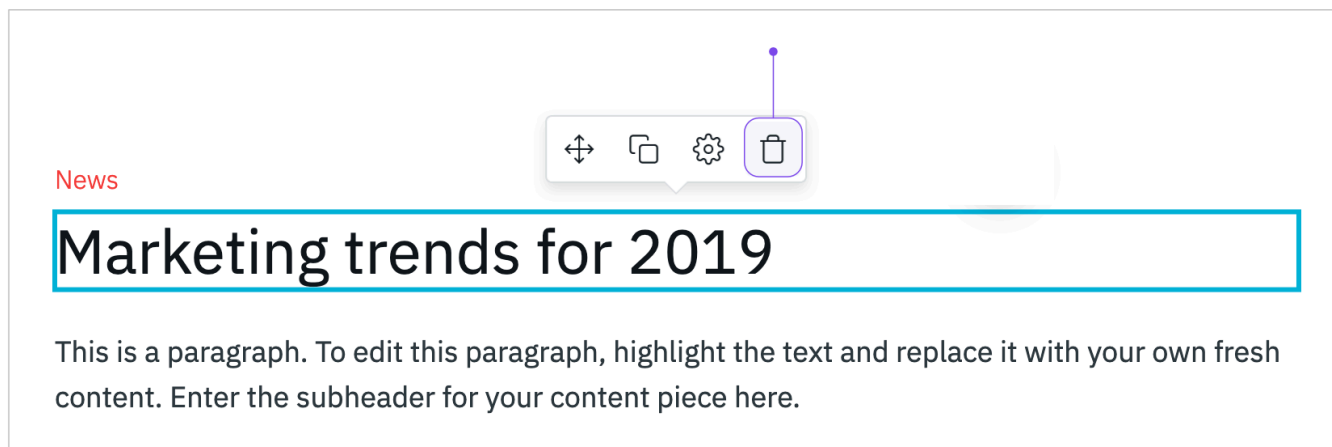 News
Marketing trends for 2019
This is a paragraph. To edit this paragraph, highlight the text and replace it with your own fresh
content. Enter the subheader for your content piece here.